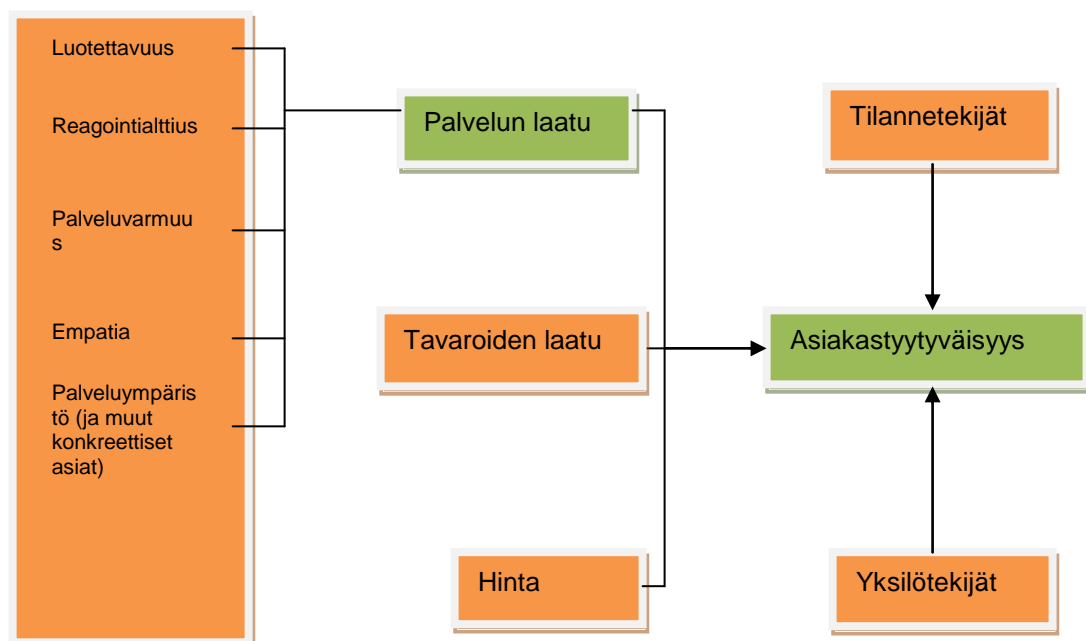 Luotettavuus
Reagointialttius
Palveluvarmuu
s
Empatia
Palveluympäris
tö (ja muut
konkreettiset
asiat)
Palvelun laatu
Tavaroiden laatu
Hinta
Tilannetekijät
Asiakastyytyväisyys
Yksilötekijät